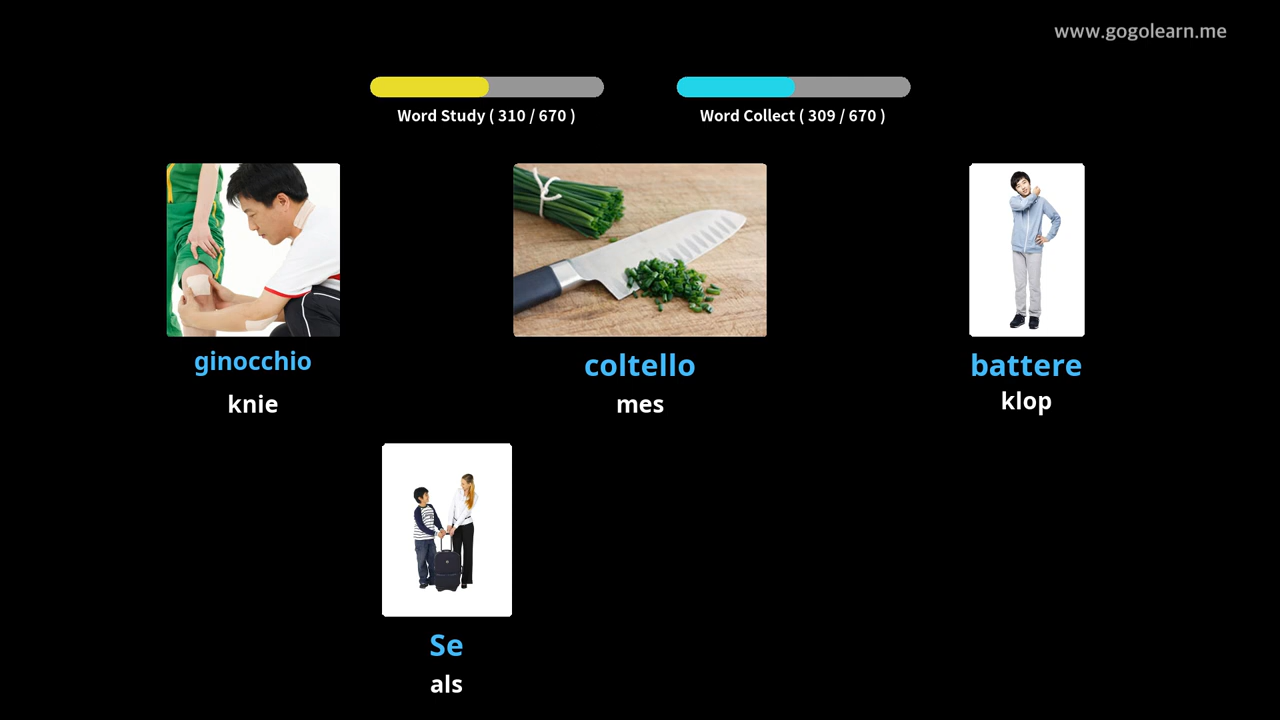 www.gogolearn.me
Word Study ( 310 / 670 )
Word Collect ( 309 / 670 )
ginocchio
knie
coltello
mes
battere
klop
Se
als